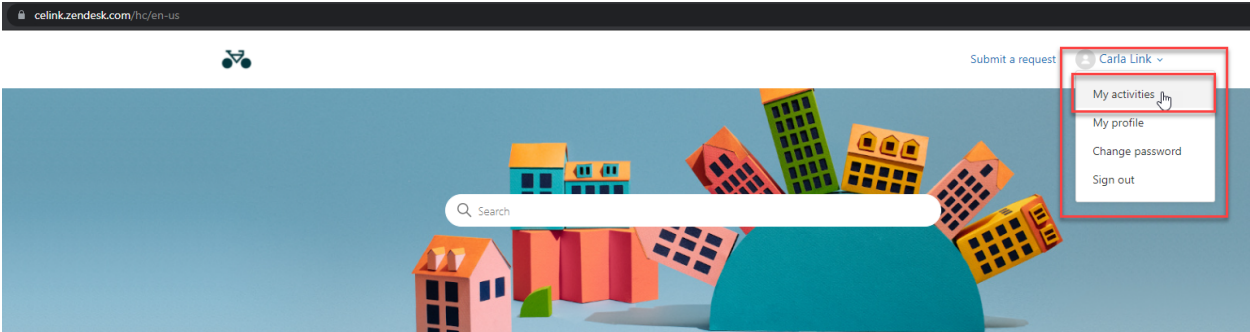 celink.zendesk.com/hc/en-us
Submit a request
Carla Link
My activities
My profile
Change password
Sign out
Search